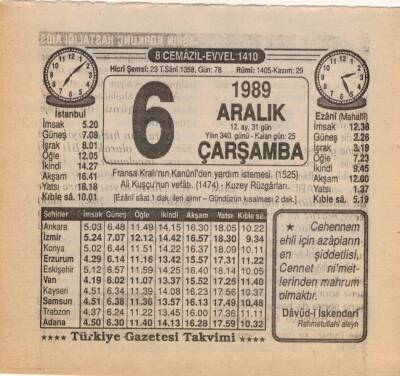 8 CEMÂZİL-EVVEL 1410
Hicrî Şemsî: 23 T.Sânî 1368, Gün: 78 Rûmî: 1405-Kasım: 29
6
1989
ARALIK
12. ay, 31 gün
Yılın 340. günü - Kalan gün: 25
ÇARŞAMBA
İstanbul
İmsak 5.20
Güneş 7.08
İşrak 8.01
Öğle 12.05
İkindi 14.27
Akşam 16.41
Yatsı 18.18
Kıble sâ. 10.01
Ezânî (Mahallî)
İmsak 12.38
Güneş 2.26
İşrak 3.19
Öğle 7.23
İkindi 9.45
Akşam 12.00
Yatsı 1.37
Kıble sâ. 5.19
Fransa Kralı'nın Kanûnî'den yardım istemesi. (1525)
Ali Kuşçu'nun vefâtı. (1474) - Kuzey Rüzgârları.
[Ezânî sâat 1 dak. ileri alınır – Gündüzün kısalması 2 dak.]
Şehirler İmsak Güneş Öğle İkindi Akşam Yatsı Kıble sâ.
Ankara 5.03 6.48 11.49 14.15 16.30 18.05 10.22
İzmir 5.24 7.07 12.12 14.42 16.57 18.30 9.34
Konya 5.02 6.44 11.51 14.22 16.37 18.09 10.11
Erzurum 4.29 6.14 11.16 13.42 15.57 17.31 11.22
Eskişehir 5.12 6.57 11.59 14.25 16.40 18.14 10.05
Van 4.19 6.02 11.07 13.37 15.52 17.25 11.40
Kayseri 4.51 6.34 11.39 14.08 16.23 17.56 10.37
Samsun 4.51 6.38 11.36 13.57 16.13 17.49 10.48
Trabzon 4.37 6.24 11.22 13.45 16.00 17.36 11.11
Adana 4.50 6.30 11.40 14.13 16.28 17.59 10.32
★ Cehennem
ehli için azâpların
en şiddetlisi,
Cennet ni'met-
lerinden mahrum
olmaktır.
Dâvûd-i İskenderî
Rahmetullahi aleyh
★★★★ Türkiye Gazetesi Takvimi ★★★★